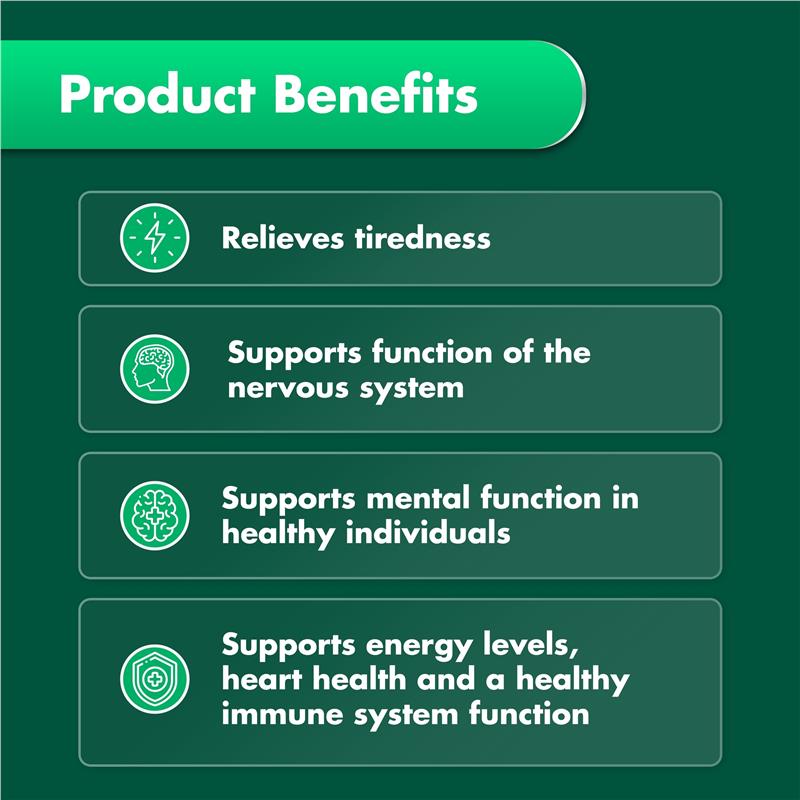 Product Benefits
Relieves tiredness
Supports function of the
nervous system
Supports mental function in
healthy individuals
Supports energy levels,
heart health and a healthy
immune system function